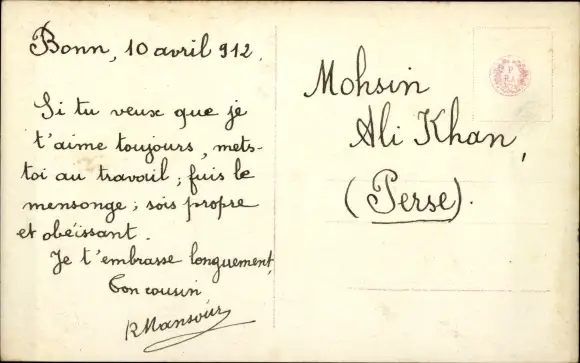 Bonn, 10 avril 912.
Si tu veux que je
t'aime toujours, mets-
toi au travail; fuis le
mensonge; sois propre
et obéissant.
Je t'embrasse longuement,
Ton cousin
R Mansour
Mohsin
Ali Khan,
(Perse).